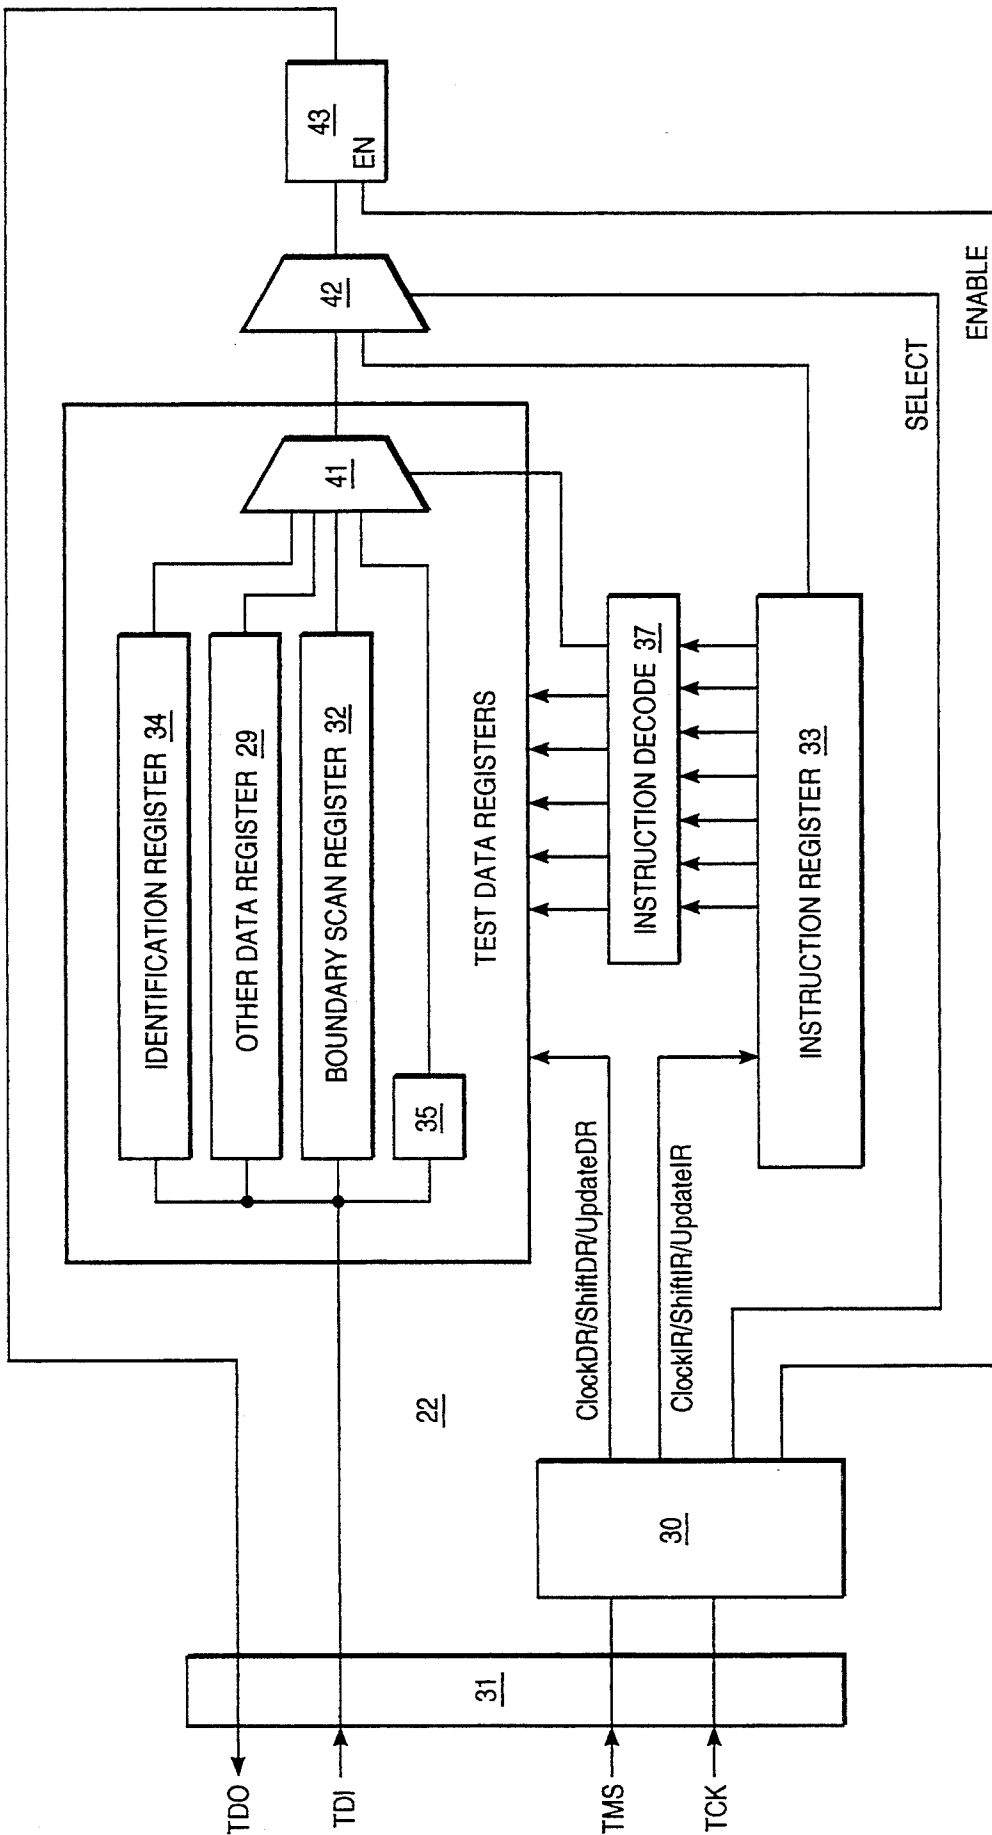 43
EN
42
ENABLE
SELECT
41
IDENTIFICATION REGISTER 34
OTHER DATA REGISTER 29
BOUNDARY SCAN REGISTER 32
35
TEST DATA REGISTERS
INSTRUCTION DECODE 37
INSTRUCTION REGISTER 33
ClockDR/ShiftDR/UpdateDR
ClockIR/ShiftIR/UpdateIR
22
30
31
TDO
TDI
TMS
TCK